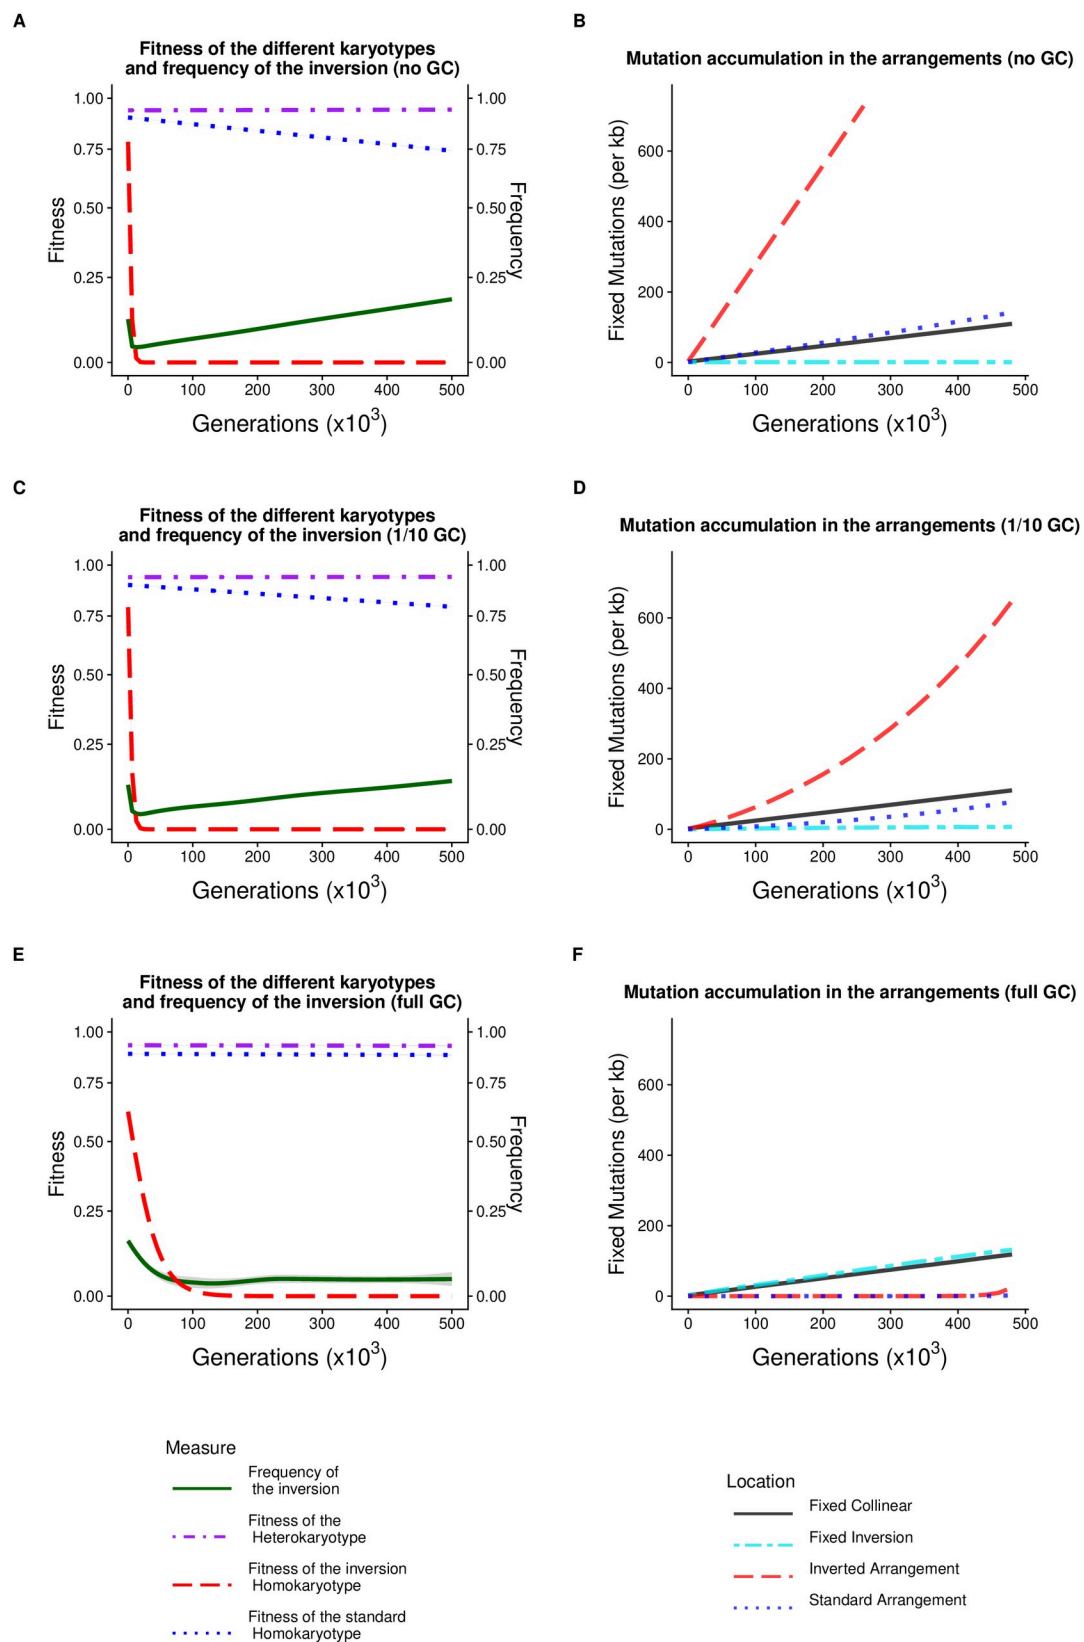 A
Fitness of the different karyotypes
and frequency of the inversion (no GC)
Fitness
1.00
0.75
0.50
0.25
0.00
1.00
0.75
0.50
0.25
0.00
Frequency
0 100 200 300 400 500
Generations (x10³)
B
Mutation accumulation in the arrangements (no GC)
Fixed Mutations (per kb)
600
400
200
0
0 100 200 300 400 500
Generations (x10³)
C
Fitness of the different karyotypes
and frequency of the inversion (1/10 GC)
Fitness
1.00
0.75
0.50
0.25
0.00
1.00
0.75
0.50
0.25
0.00
Frequency
0 100 200 300 400 500
Generations (x10³)
D
Mutation accumulation in the arrangements (1/10 GC)
Fixed Mutations (per kb)
600
400
200
0
0 100 200 300 400 500
Generations (x10³)
E
Fitness of the different karyotypes
and frequency of the inversion (full GC)
Fitness
1.00
0.75
0.50
0.25
0.00
1.00
0.75
0.50
0.25
0.00
Frequency
0 100 200 300 400 500
Generations (x10³)
F
Mutation accumulation in the arrangements (full GC)
Fixed Mutations (per kb)
600
400
200
0
0 100 200 300 400 500
Generations (x10³)
Measure
Frequency of
the inversion
Fitness of the
Heterokaryotype
Fitness of the inversion
Homokaryotype
Fitness of the standard
Homokaryotype
Location
Fixed Collinear
Fixed Inversion
Inverted Arrangement
Standard Arrangement